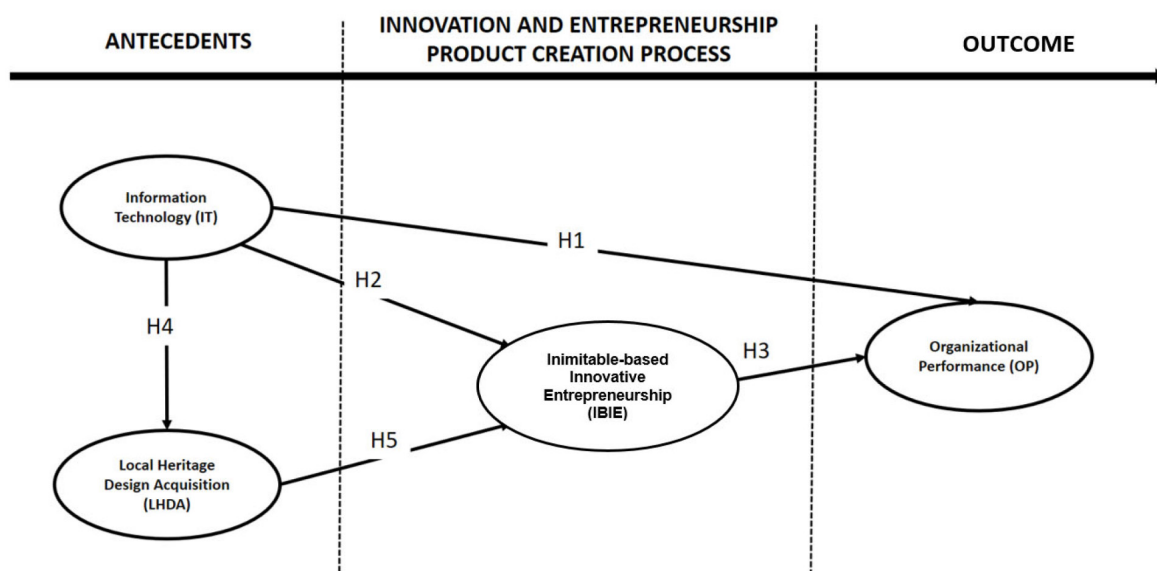 ANTECEDENTS
INNOVATION AND ENTREPRENEURSHIP
PRODUCT CREATION PROCESS
OUTCOME
Information
Technology (IT)
H1
H2
H4
Inimitable-based
Innovative
Entrepreneurship
(IBIE)
H3
Organizational
Performance (OP)
H5
Local Heritage
Design Acquisition
(LHDA)